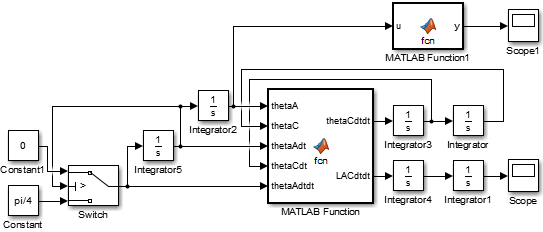 u
fcn
y
MATLAB Function1
Scope1
1
s
Integrator2
thetaA
thetaC
thetaAdt
thetaCdt
thetaAdtdt
fcn
thetaCdtdt
LACdtdt
MATLAB Function
1
s
Integrator3
1
s
Integrator
0
Constant1
1
s
Integrator5
>
Switch
pi/4
Constant
1
s
Integrator4
1
s
Integrator1
Scope